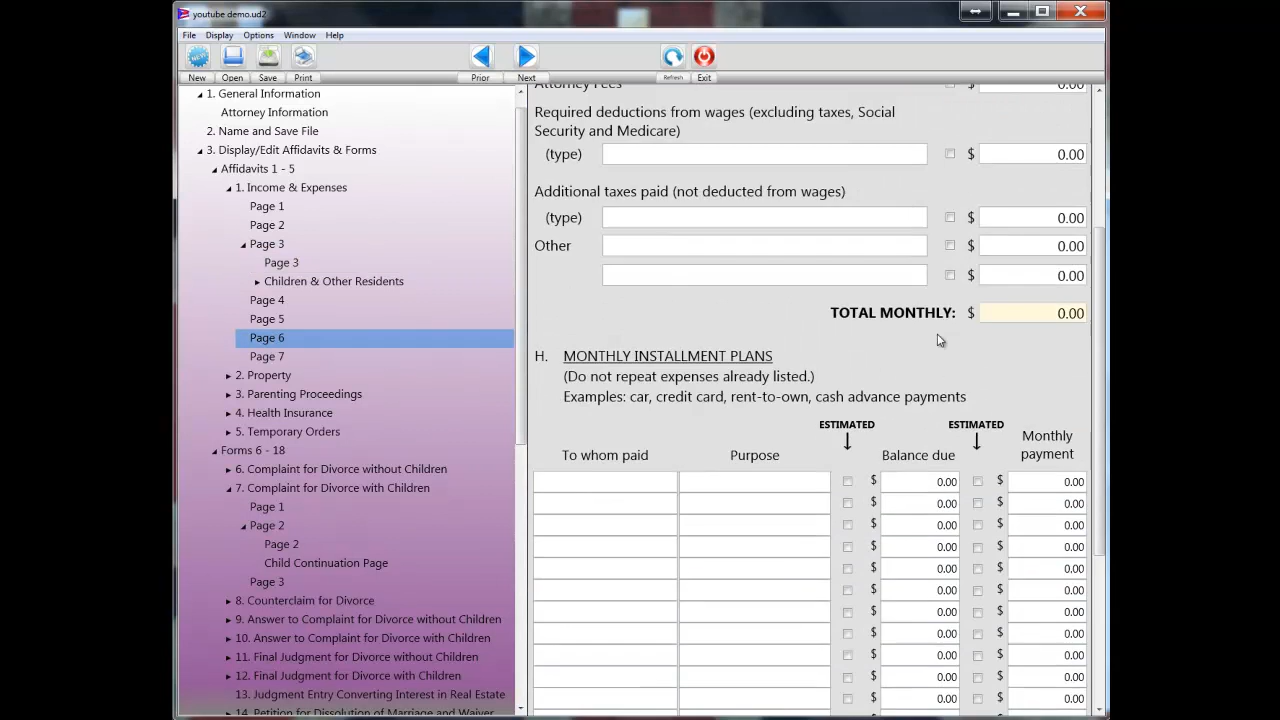 youtube demo.ud2
File Display Options Window Help
New Open Save Print Prior Next Refresh Exit
1. General Information
Attorney Information
2. Name and Save File
3. Display/Edit Affidavits & Forms
Affidavits 1 - 5
1. Income & Expenses
Page 1
Page 2
Page 3
Page 3
Children & Other Residents
Page 4
Page 5
Page 6
Page 7
2. Property
3. Parenting Proceedings
4. Health Insurance
5. Temporary Orders
Forms 6 - 18
6. Complaint for Divorce without Children
7. Complaint for Divorce with Children
Page 1
Page 2
Page 2
Child Continuation Page
Page 3
8. Counterclaim for Divorce
9. Answer to Complaint for Divorce without Children
10. Answer to Complaint for Divorce with Children
11. Final Judgment for Divorce without Children
12. Final Judgment for Divorce with Children
13. Judgment Entry Converting Interest in Real Estate
14. Petition for Dissolution of Marriage and Waiver
Attorney Fees $ 0.00
Required deductions from wages (excluding taxes, Social
Security and Medicare)
(type) $ 0.00
Additional taxes paid (not deducted from wages)
(type) $ 0.00
Other $ 0.00
$ 0.00
TOTAL MONTHLY: $ 0.00
H. MONTHLY INSTALLMENT PLANS
(Do not repeat expenses already listed.)
Examples: car, credit card, rent-to-own, cash advance payments
ESTIMATED ESTIMATED
To whom paid Purpose Balance due Monthly
payment
$ 0.00 $ 0.00
$ 0.00 $ 0.00
$ 0.00 $ 0.00
$ 0.00 $ 0.00
$ 0.00 $ 0.00
$ 0.00 $ 0.00
$ 0.00 $ 0.00
$ 0.00 $ 0.00
$ 0.00 $ 0.00
$ 0.00 $ 0.00
$ 0.00 $ 0.00